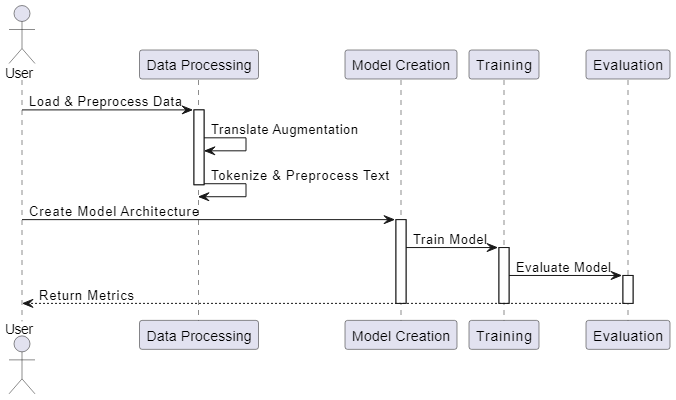 User
Data Processing
Model Creation
Training
Evaluation
Load & Preprocess Data
Translate Augmentation
Tokenize & Preprocess Text
Create Model Architecture
Train Model
Evaluate Model
Return Metrics
User
Data Processing
Model Creation
Training
Evaluation